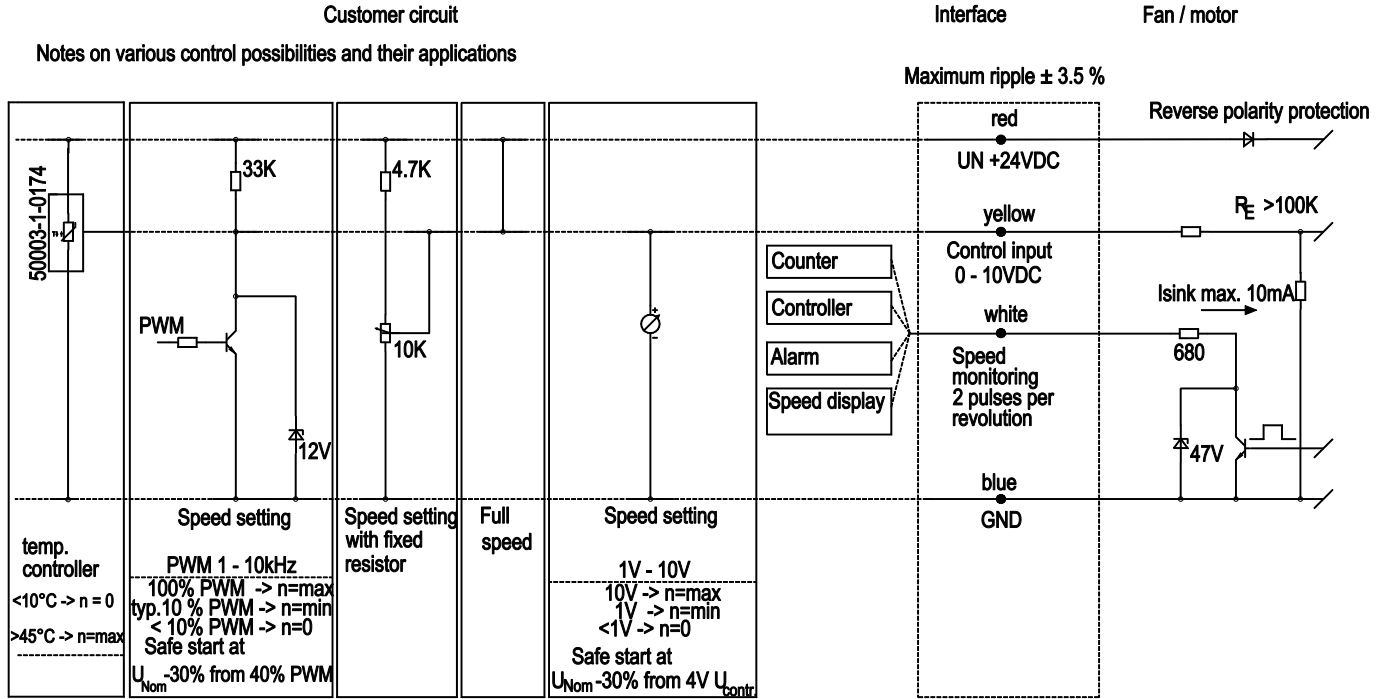 Customer circuit
Interface
Fan / motor
Notes on various control possibilities and their applications
Maximum ripple ± 3.5 %
50003-1-0174
temp.
controller
<10°C -> n = 0
>45°C -> n=max
33K
PWM
12V
Speed setting
PWM 1 - 10kHz
100% PWM -> n=max
typ.10 % PWM -> n=min
< 10% PWM -> n=0
Safe start at
UNom -30% from 40% PWM
4.7K
10K
Speed setting
with fixed
resistor
Full
speed
+
-
Speed setting
1V - 10V
10V -> n=max
1V -> n=min
<1V -> n=0
Safe start at
UNom -30% from 4V Ucontr.
Counter
Controller
Alarm
Speed display
red
UN +24VDC
yellow
Control input
0 - 10VDC
white
Speed
monitoring
2 pulses per
revolution
blue
GND
Reverse polarity protection
RE >100K
Isink max. 10mA
680
47V